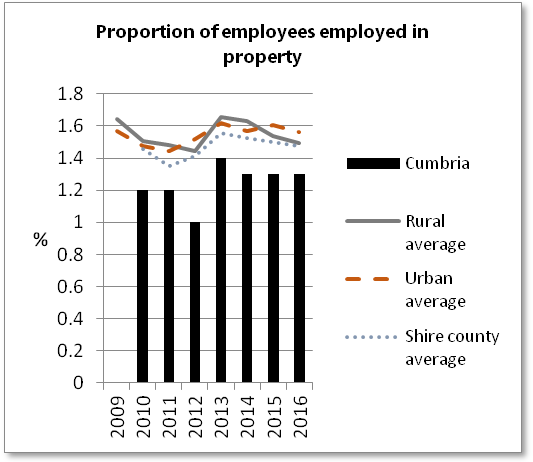 Proportion of employees employed in
property
1.8
1.6
1.4
1.2
1
0.8
0.6
0.4
0.2
0
%
2009
2010
2011
2012
2013
2014
2015
2016
Cumbria
Rural
average
Urban
average
Shire county
average